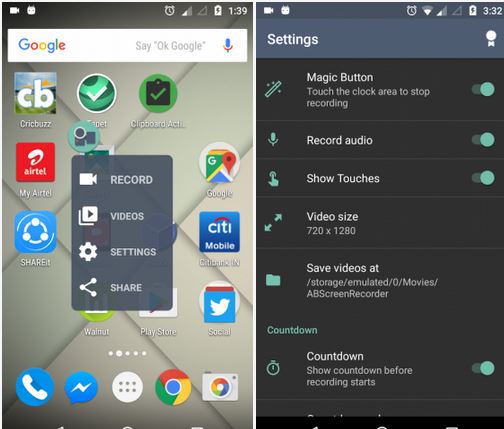 1:39
Google
Say "Ok Google"
cb
Cricbuzz
Clipboard Acti..
airtel
My Airtel
Google
RECORD
VIDEOS
SETTINGS
SHARE
SHAREit
citi
Mobile
Citibank IN
Walnut
Play Store
Social
3:32
Settings
Magic Button
Touch the clock area to stop
recording
Record audio
Show Touches
Video size
720 x 1280
Save videos at
/storage/emulated/0/Movies/
ABScreenRecorder
Countdown
Countdown
Show countdown before
recording starts